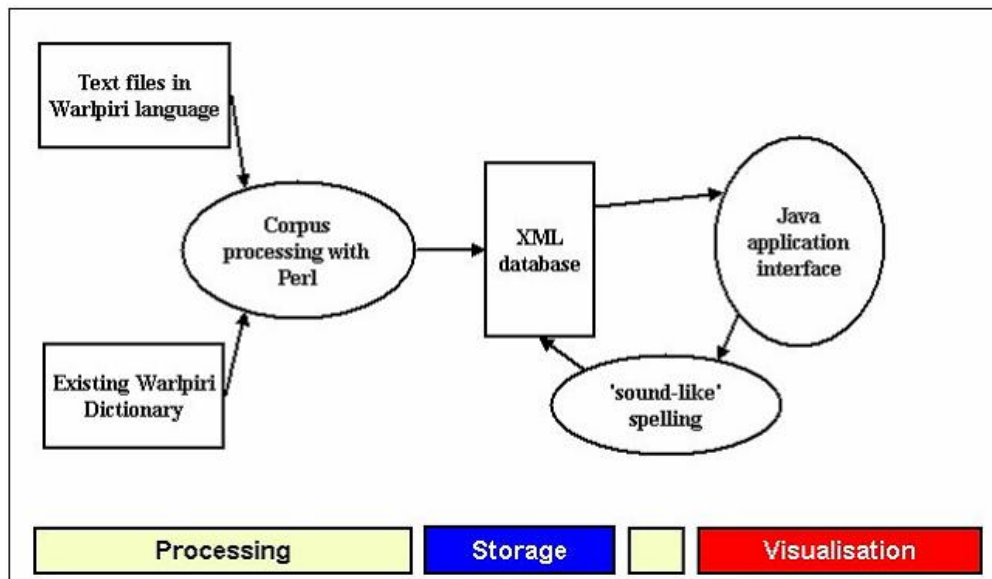 Text files in
Warlpiri language
Corpus
processing with
Perl
Existing Warlpiri
Dictionary
XML
database
Java
application
interface
'sound-like'
spelling
Processing
Storage
Visualisation